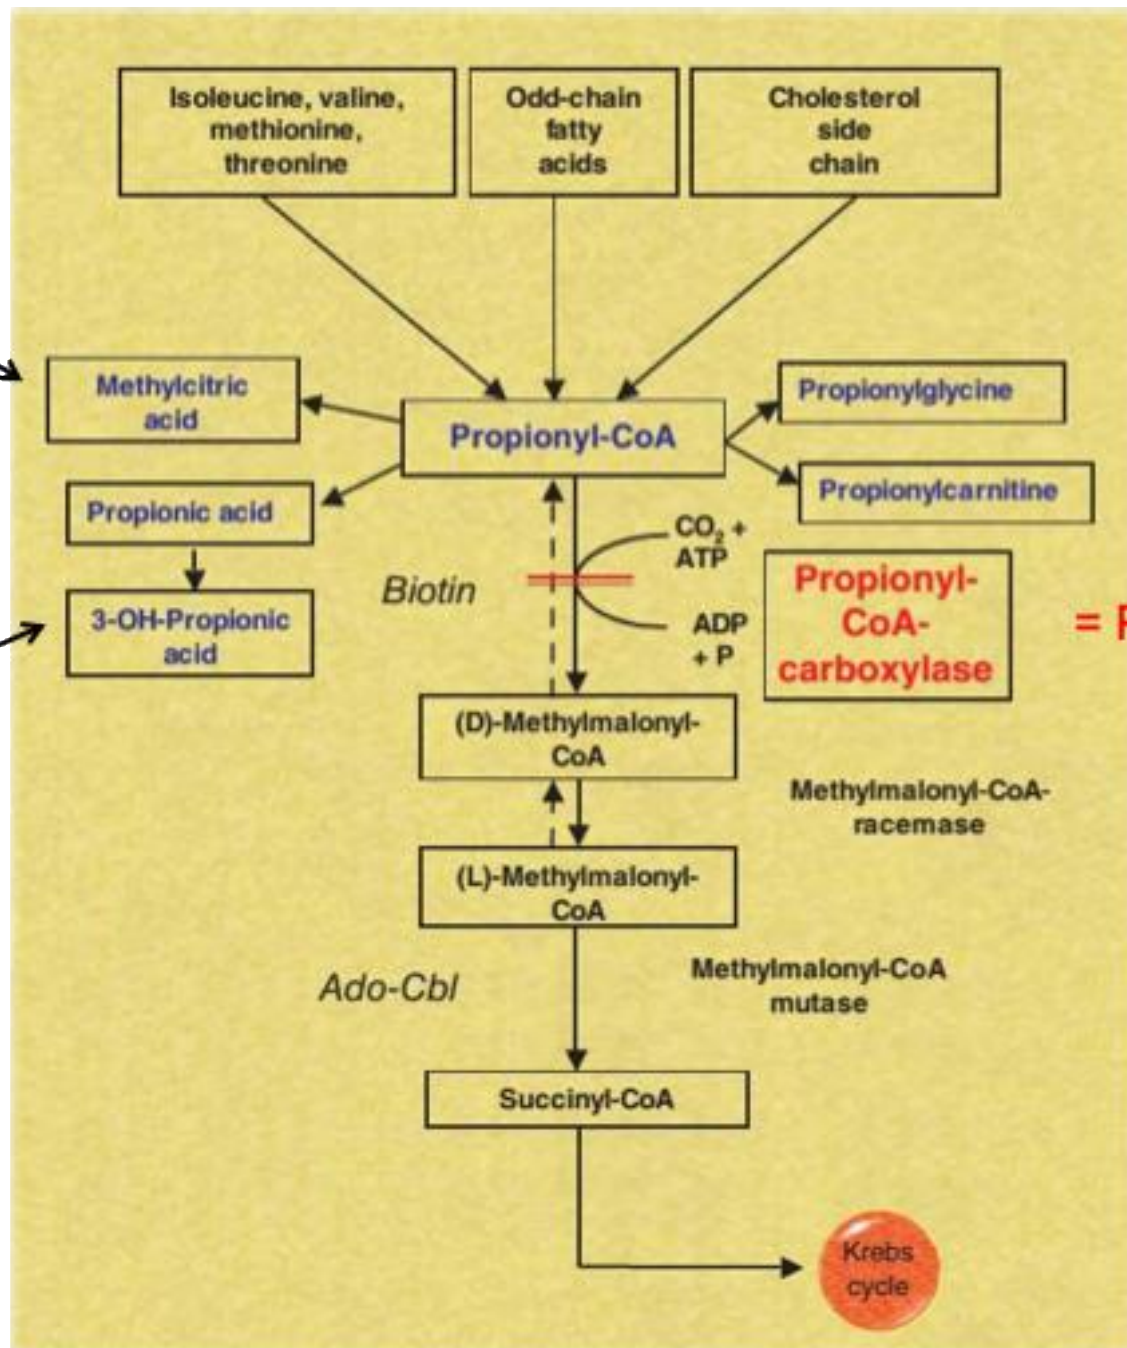 Isoleucine, valine,
methionine,
threonine
Odd-chain
fatty
acids
Cholesterol
side
chain
Methylcitric
acid
Propionyl-CoA
Propionylglycine
Propionic acid
Propionylcarnitine
3-OH-Propionic
acid
Biotin
CO₂ +
ATP
ADP
+ P
Propionyl-
CoA-
carboxylase
=
(D)-Methylmalonyl-
CoA
Methylmalonyl-CoA-
racemase
(L)-Methylmalonyl-
CoA
Ado-Cbl
Methylmalonyl-CoA
mutase
Succinyl-CoA
Krebs
cycle